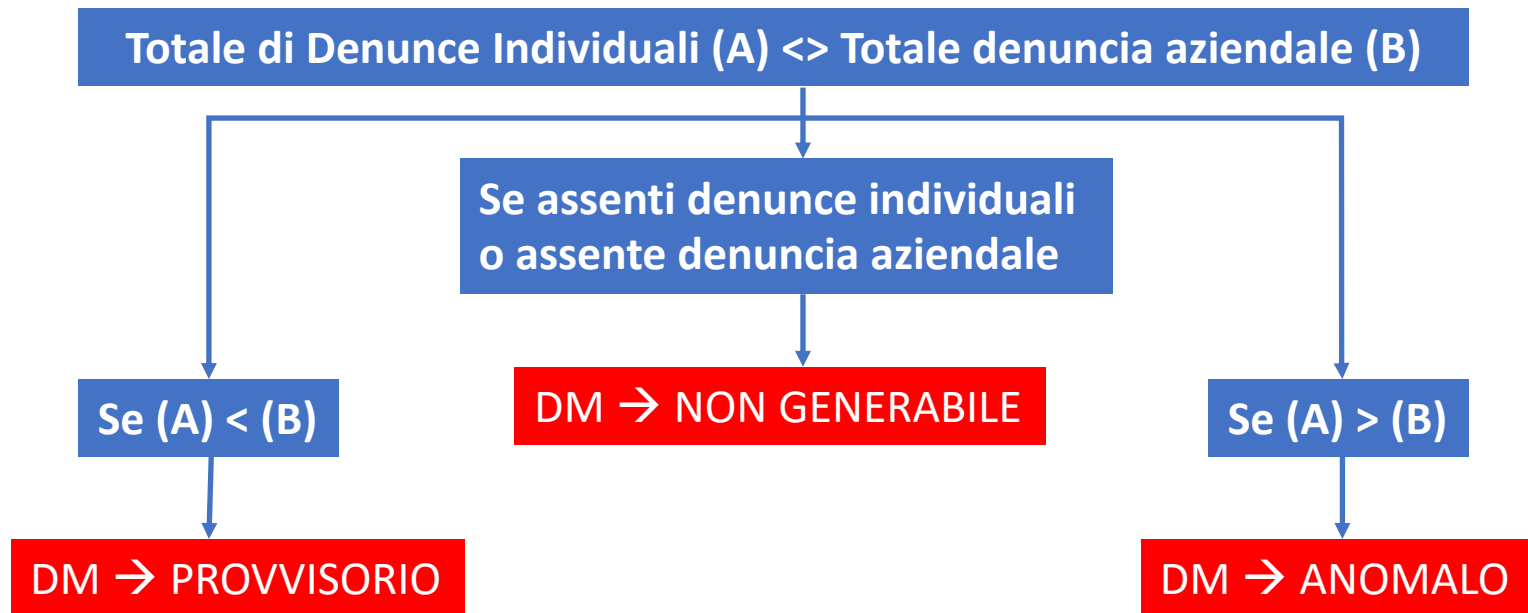 Totale di Denunce Individuali (A) <> Totale denuncia aziendale (B)
Se assenti denunce individuali
o assente denuncia aziendale
DM → NON GENERABILE
Se (A) < (B)
DM → PROVVISORIO
Se (A) > (B)
DM → ANOMALO